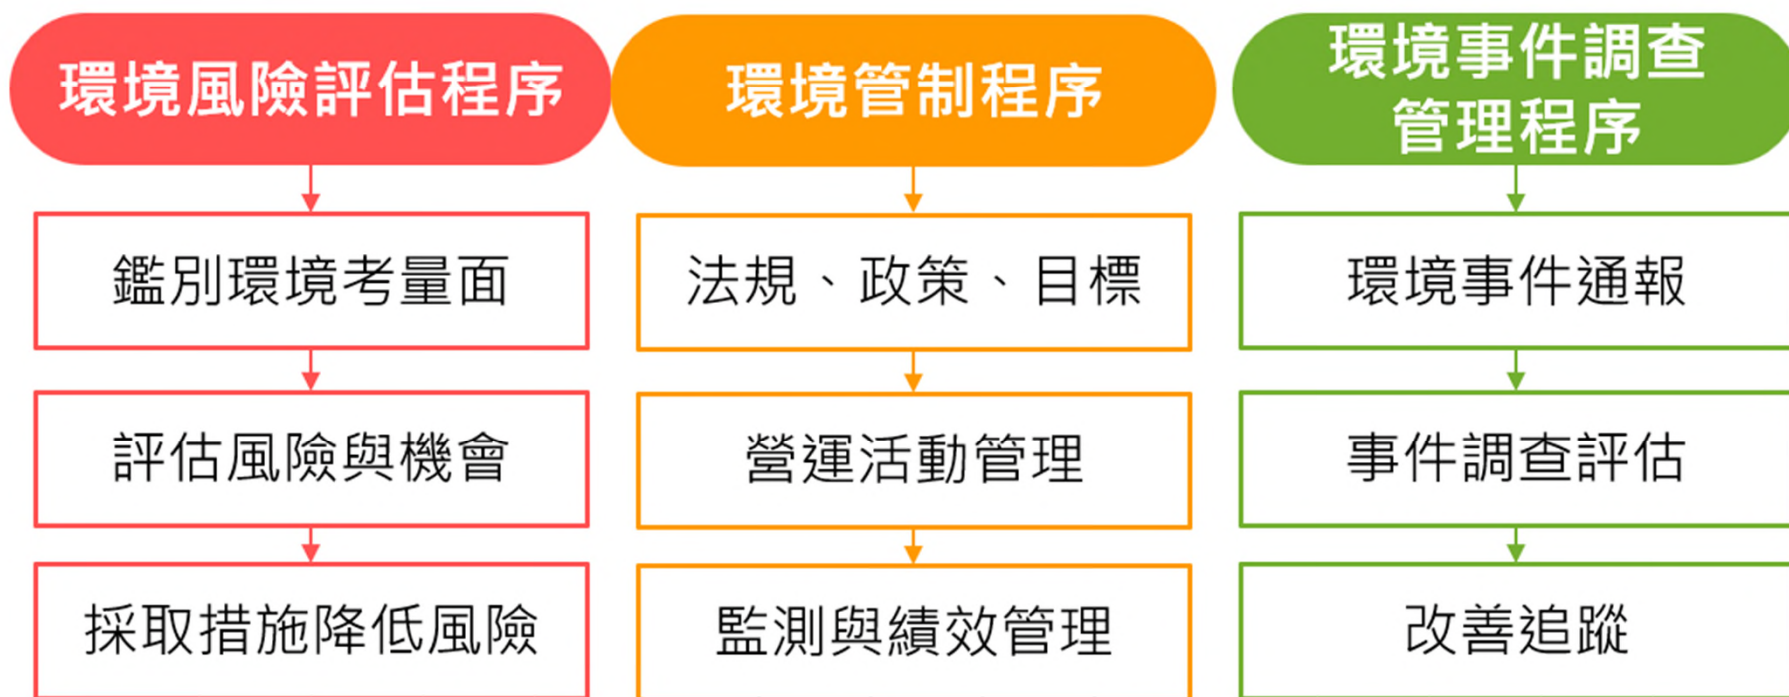 環境風險評估程序
鑑別環境考量面
評估風險與機會
採取措施降低風險
環境管制程序
法規、政策、目標
營運活動管理
監測與績效管理
環境事件調查
管理程序
環境事件通報
事件調查評估
改善追蹤